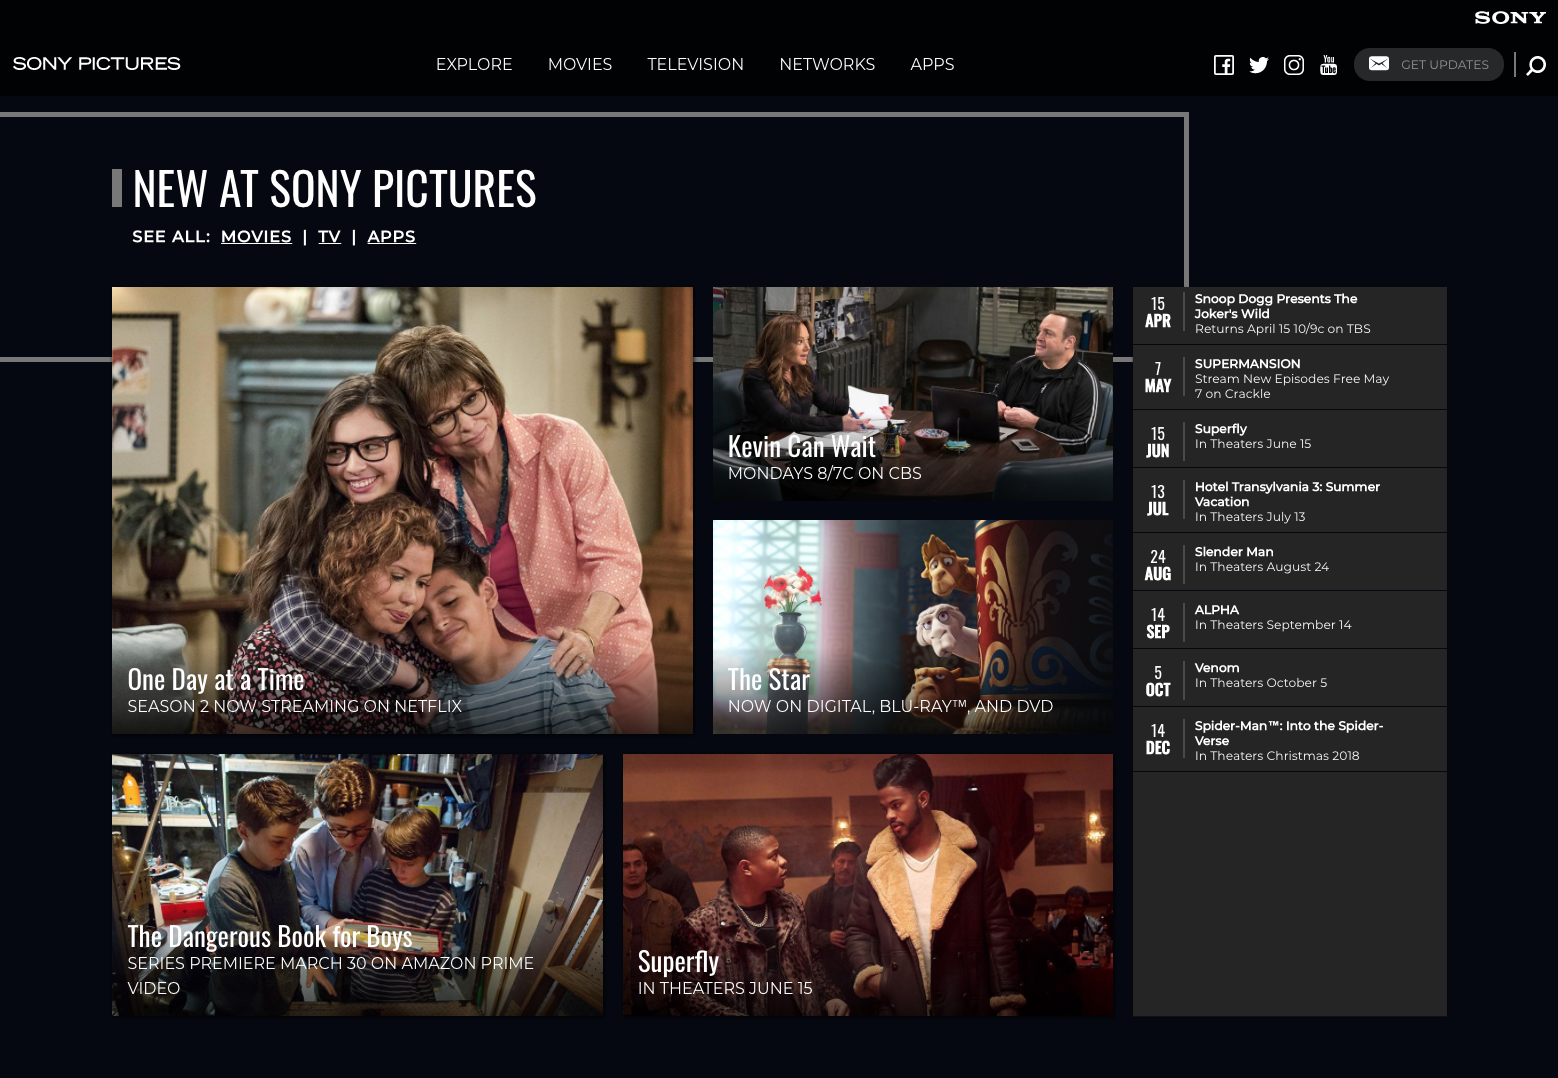 SONY
SONY PICTURES
EXPLORE
MOVIES
TELEVISION
NETWORKS
APPS
You
Tube
GET UPDATES
NEW AT SONY PICTURES
SEE ALL: MOVIES | TV | APPS
One Day at a Time
SEASON 2 NOW STREAMING ON NETFLIX
Kevin Can Wait
MONDAYS 8/7C ON CBS
The Star
NOW ON DIGITAL, BLU-RAY™, AND DVD
The Dangerous Book for Boys
SERIES PREMIERE MARCH 30 ON AMAZON PRIME
VIDEO
Superfly
IN THEATERS JUNE 15
15
APR
Snoop Dogg Presents The
Joker's Wild
Returns April 15 10/9c on TBS
7
MAY
SUPERMANSION
Stream New Episodes Free May
7 on Crackle
15
JUN
Superfly
In Theaters June 15
13
JUL
Hotel Transylvania 3: Summer
Vacation
In Theaters July 13
24
AUG
Slender Man
In Theaters August 24
14
SEP
ALPHA
In Theaters September 14
5
OCT
Venom
In Theaters October 5
14
DEC
Spider-Man™: Into the Spider-
Verse
In Theaters Christmas 2018